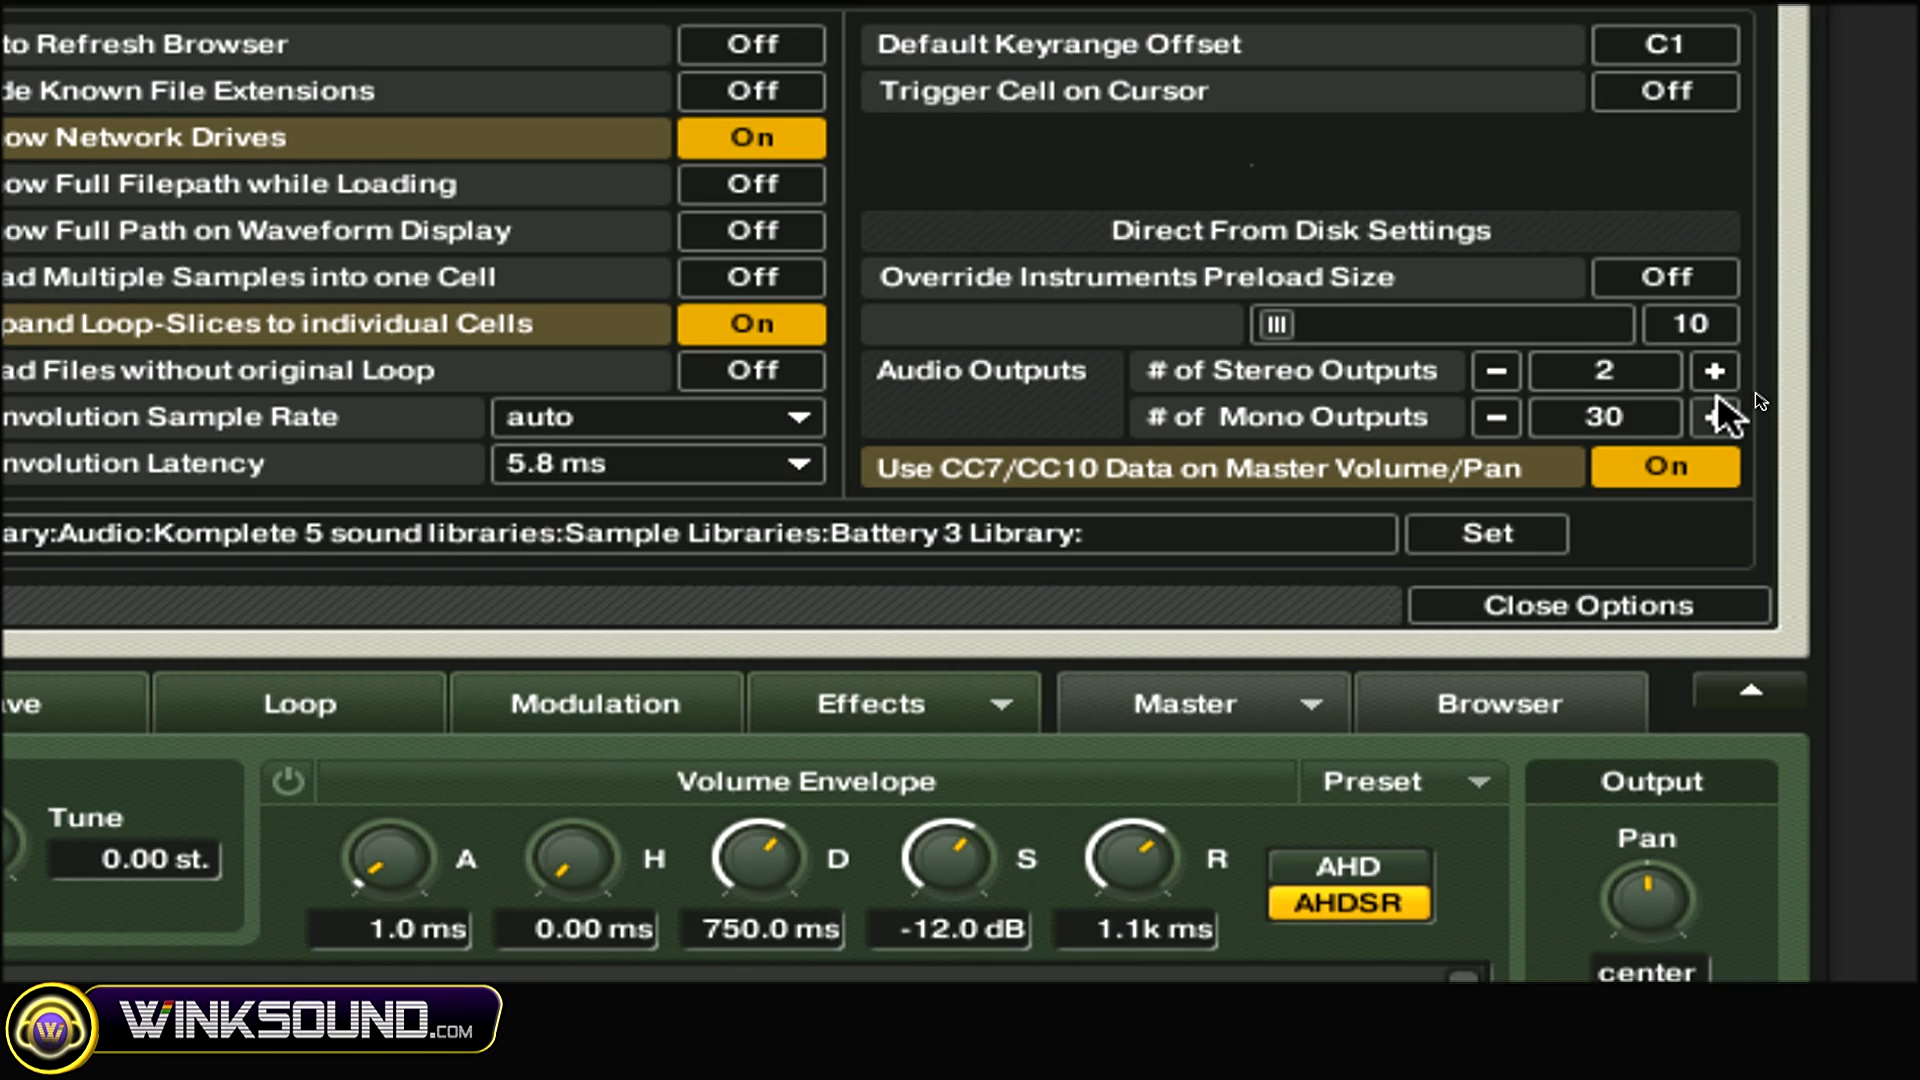 to Refresh Browser Off
de Known File Extensions Off
ow Network Drives On
ow Full Filepath while Loading Off
ow Full Path on Waveform Display Off
ad Multiple Samples into one Cell Off
pand Loop-Slices to individual Cells On
ad Files without original Loop Off
nvolution Sample Rate auto
nvolution Latency 5.8 ms
Default Keyrange Offset C1
Trigger Cell on Cursor Off
Direct From Disk Settings
Override Instruments Preload Size Off
10
Audio Outputs # of Stereo Outputs - 2 +
# of Mono Outputs - 30 +
Use CC7/CC10 Data on Master Volume/Pan On
ary:Audio:Komplete 5 sound libraries:Sample Libraries:Battery 3 Library: Set
Close Options
ve Loop Modulation Effects Master Browser
Tune
0.00 st.
Volume Envelope Preset
A H D S R
1.0 ms 0.00 ms 750.0 ms -12.0 dB 1.1k ms
AHD
AHDSR
Output
Pan
center
W WINKSOUND.COM